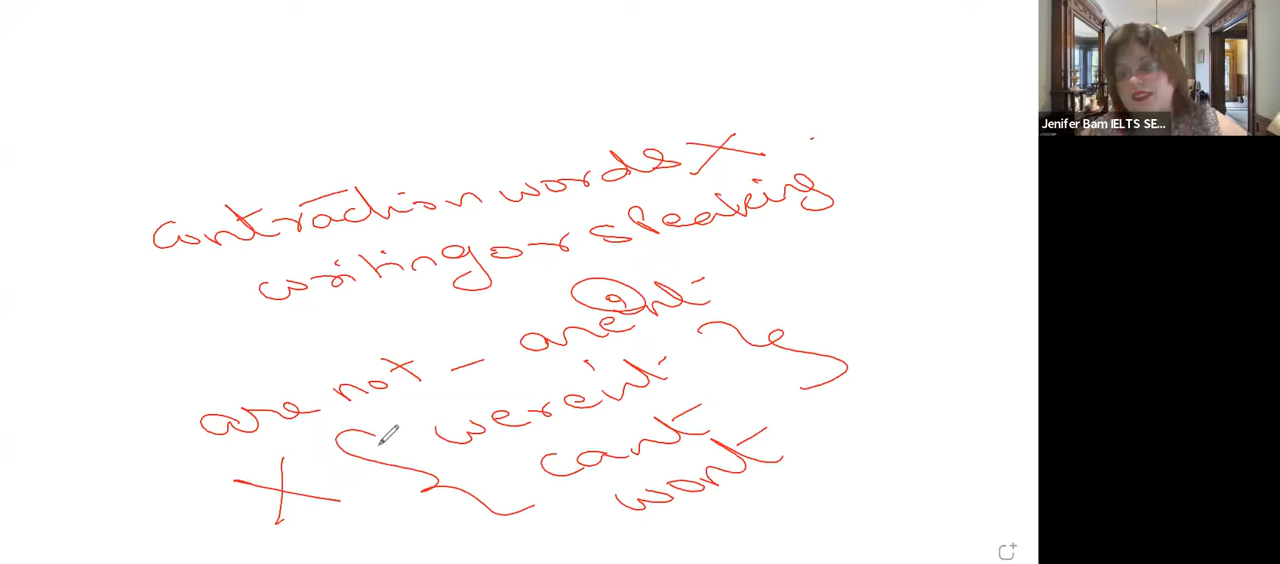 contraction words X
writing or speaking
are not - aren't
weren't
can't
won't
X
Jenifer Bam IELTS SE...